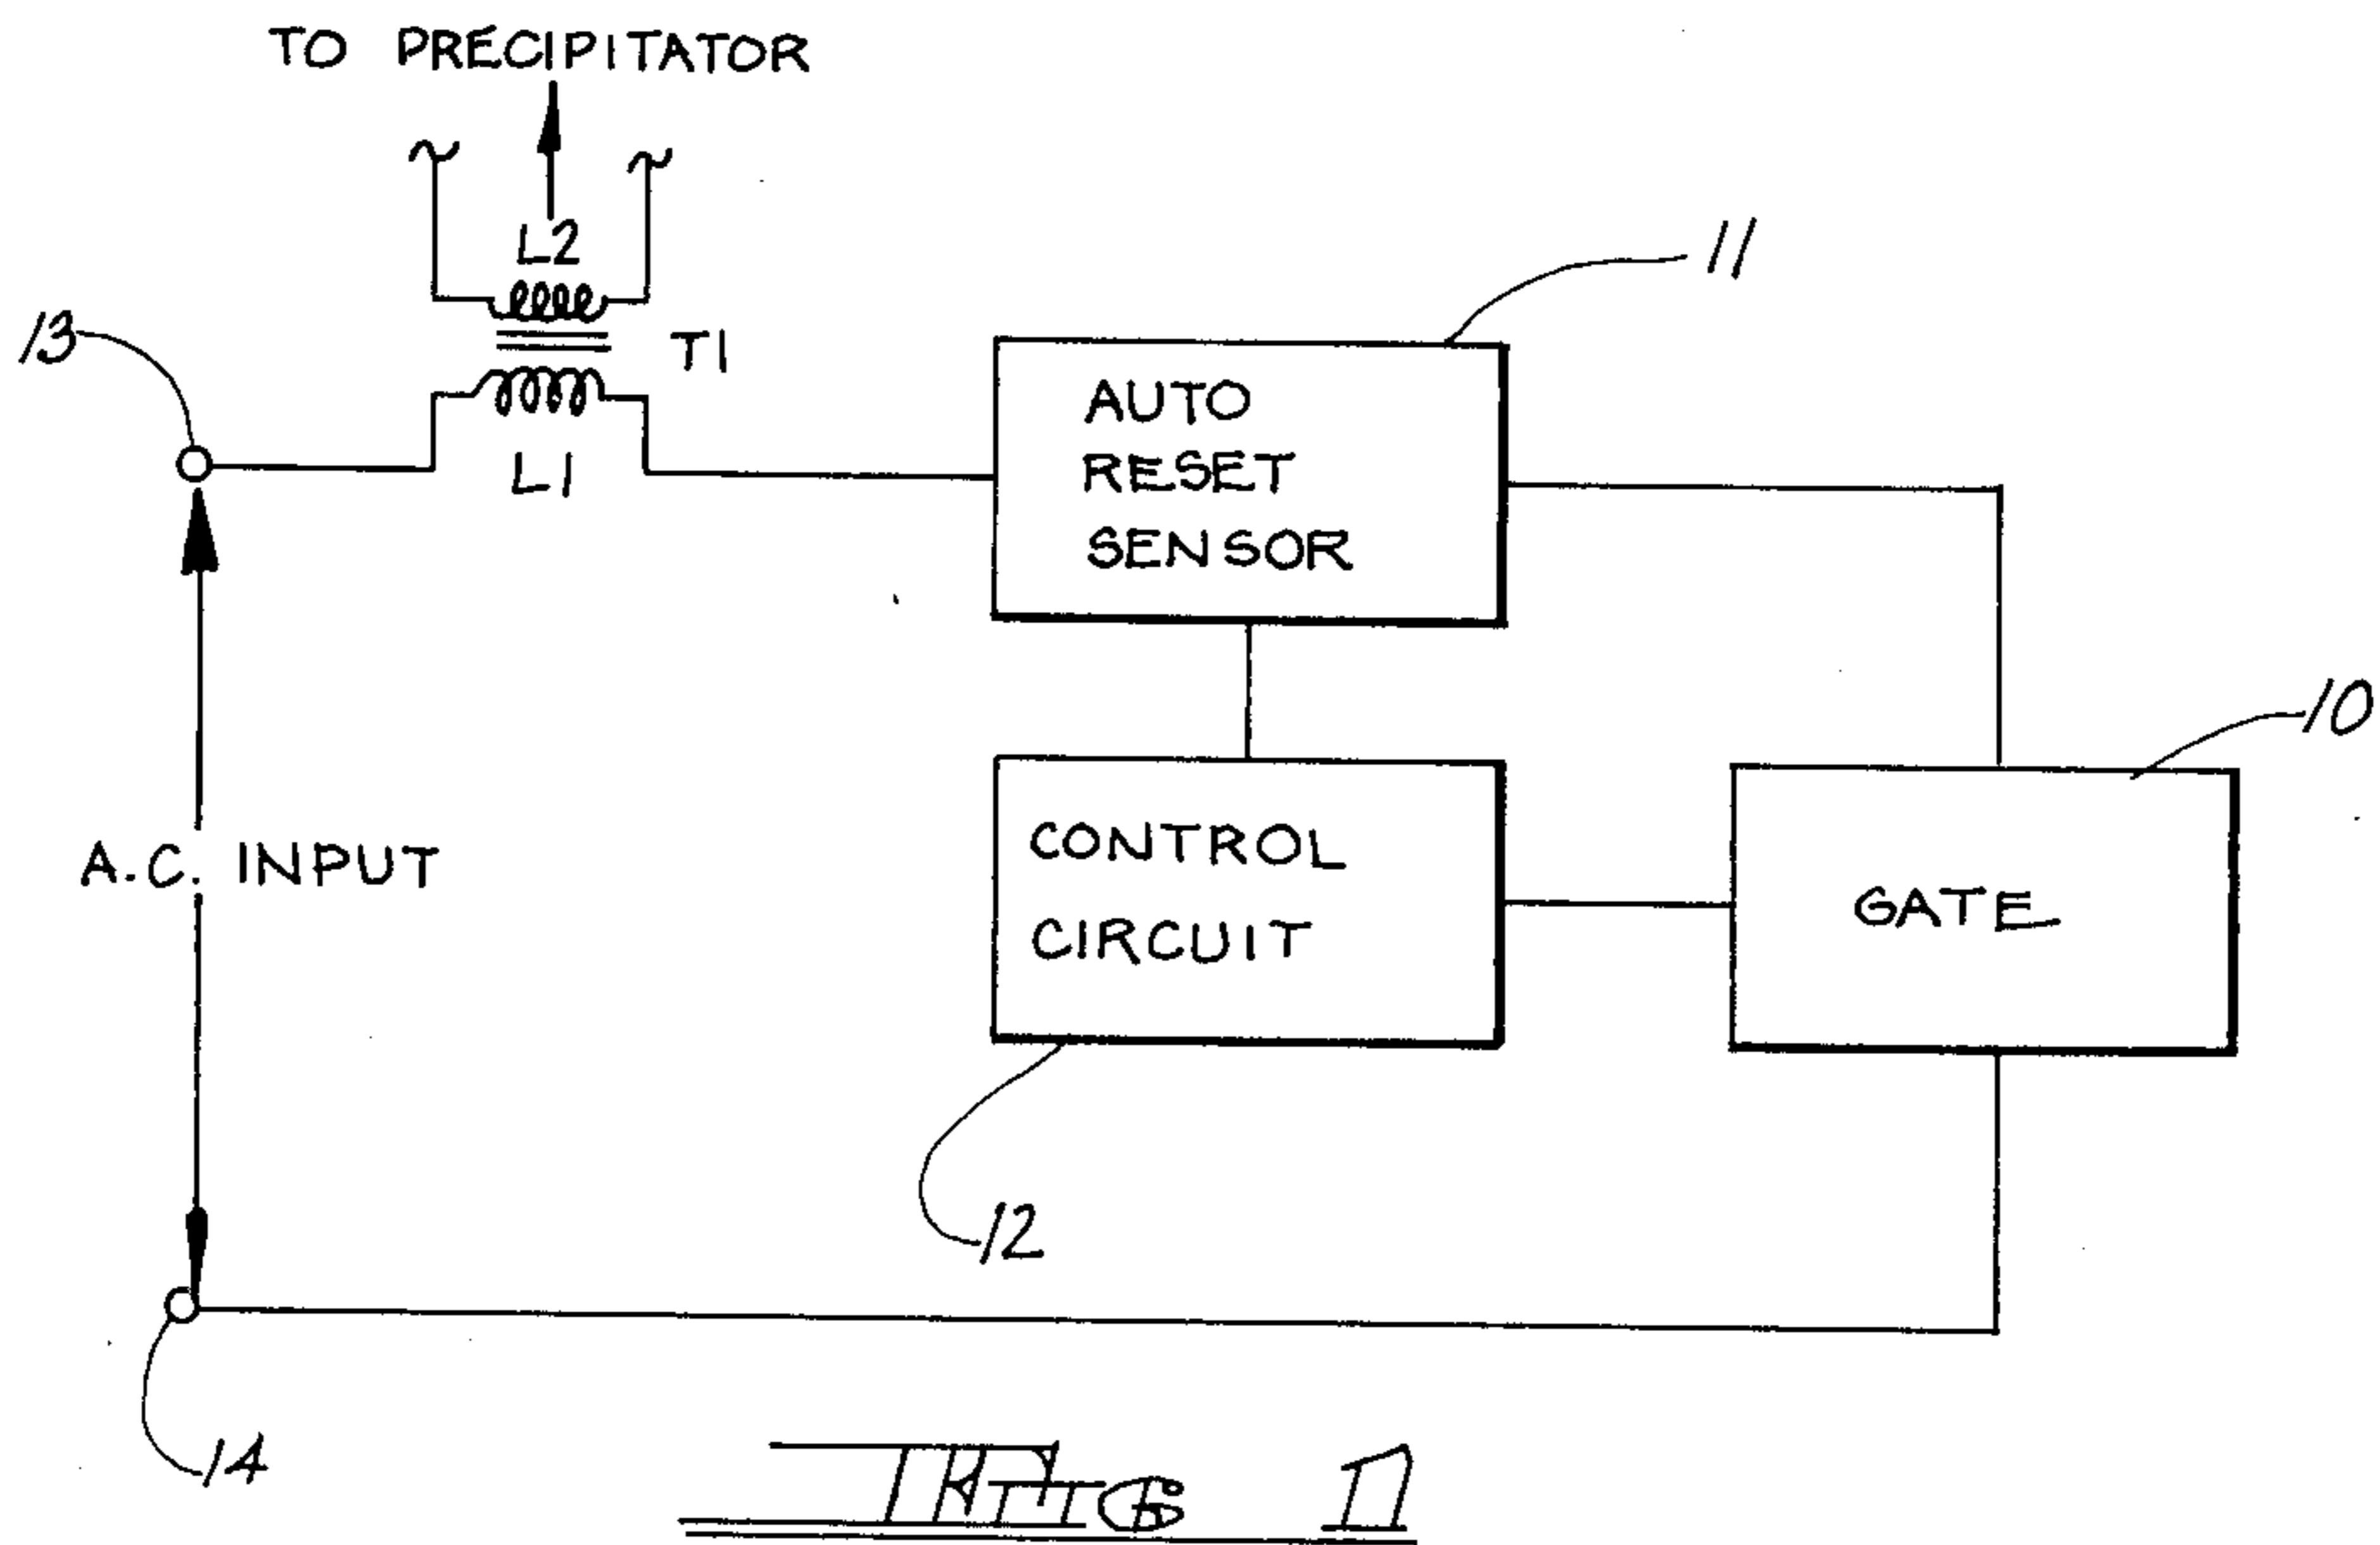 TO PRECIPITATOR
L2
T1
L1
13
11
AUTO
RESET
SENSOR
10
A.C. INPUT
CONTROL
CIRCUIT
GATE
12
14
FIG 1